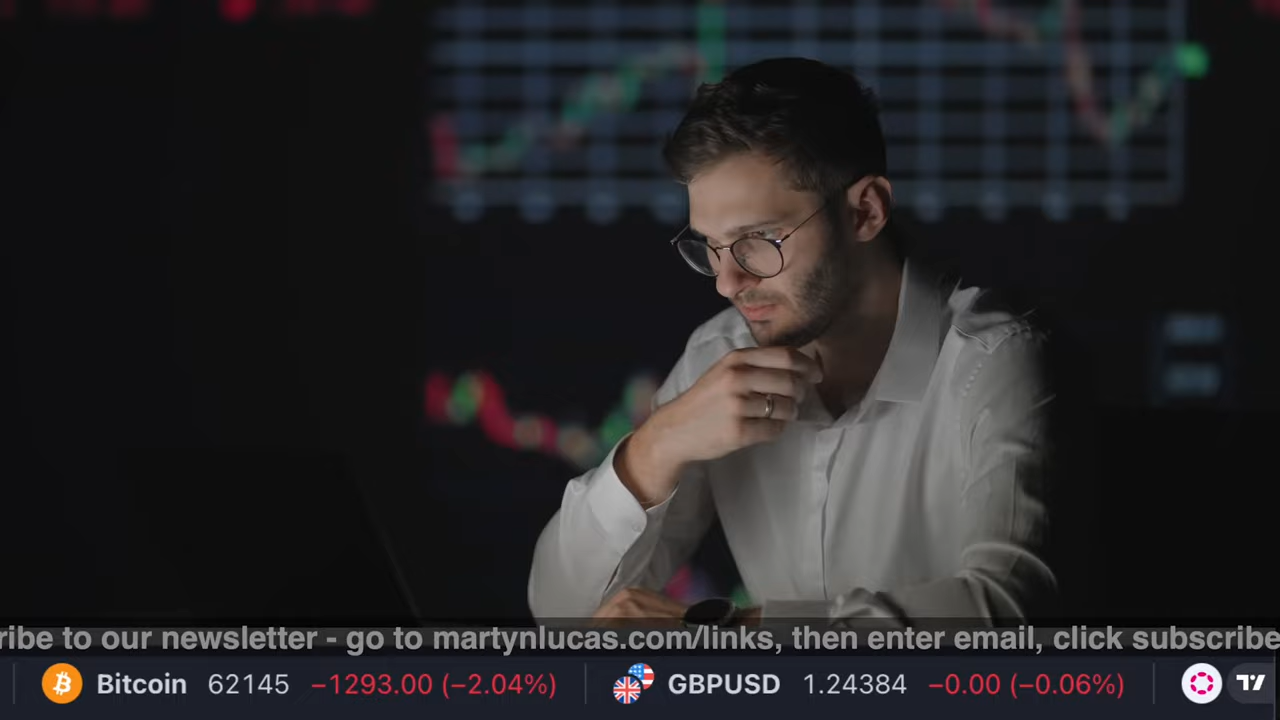 ribe to our newsletter - go to martynlucas.com/links, then enter email, click subscribe
Bitcoin 62145 −1293.00 (−2.04%) GBPUSD 1.24384 −0.00 (−0.06%)